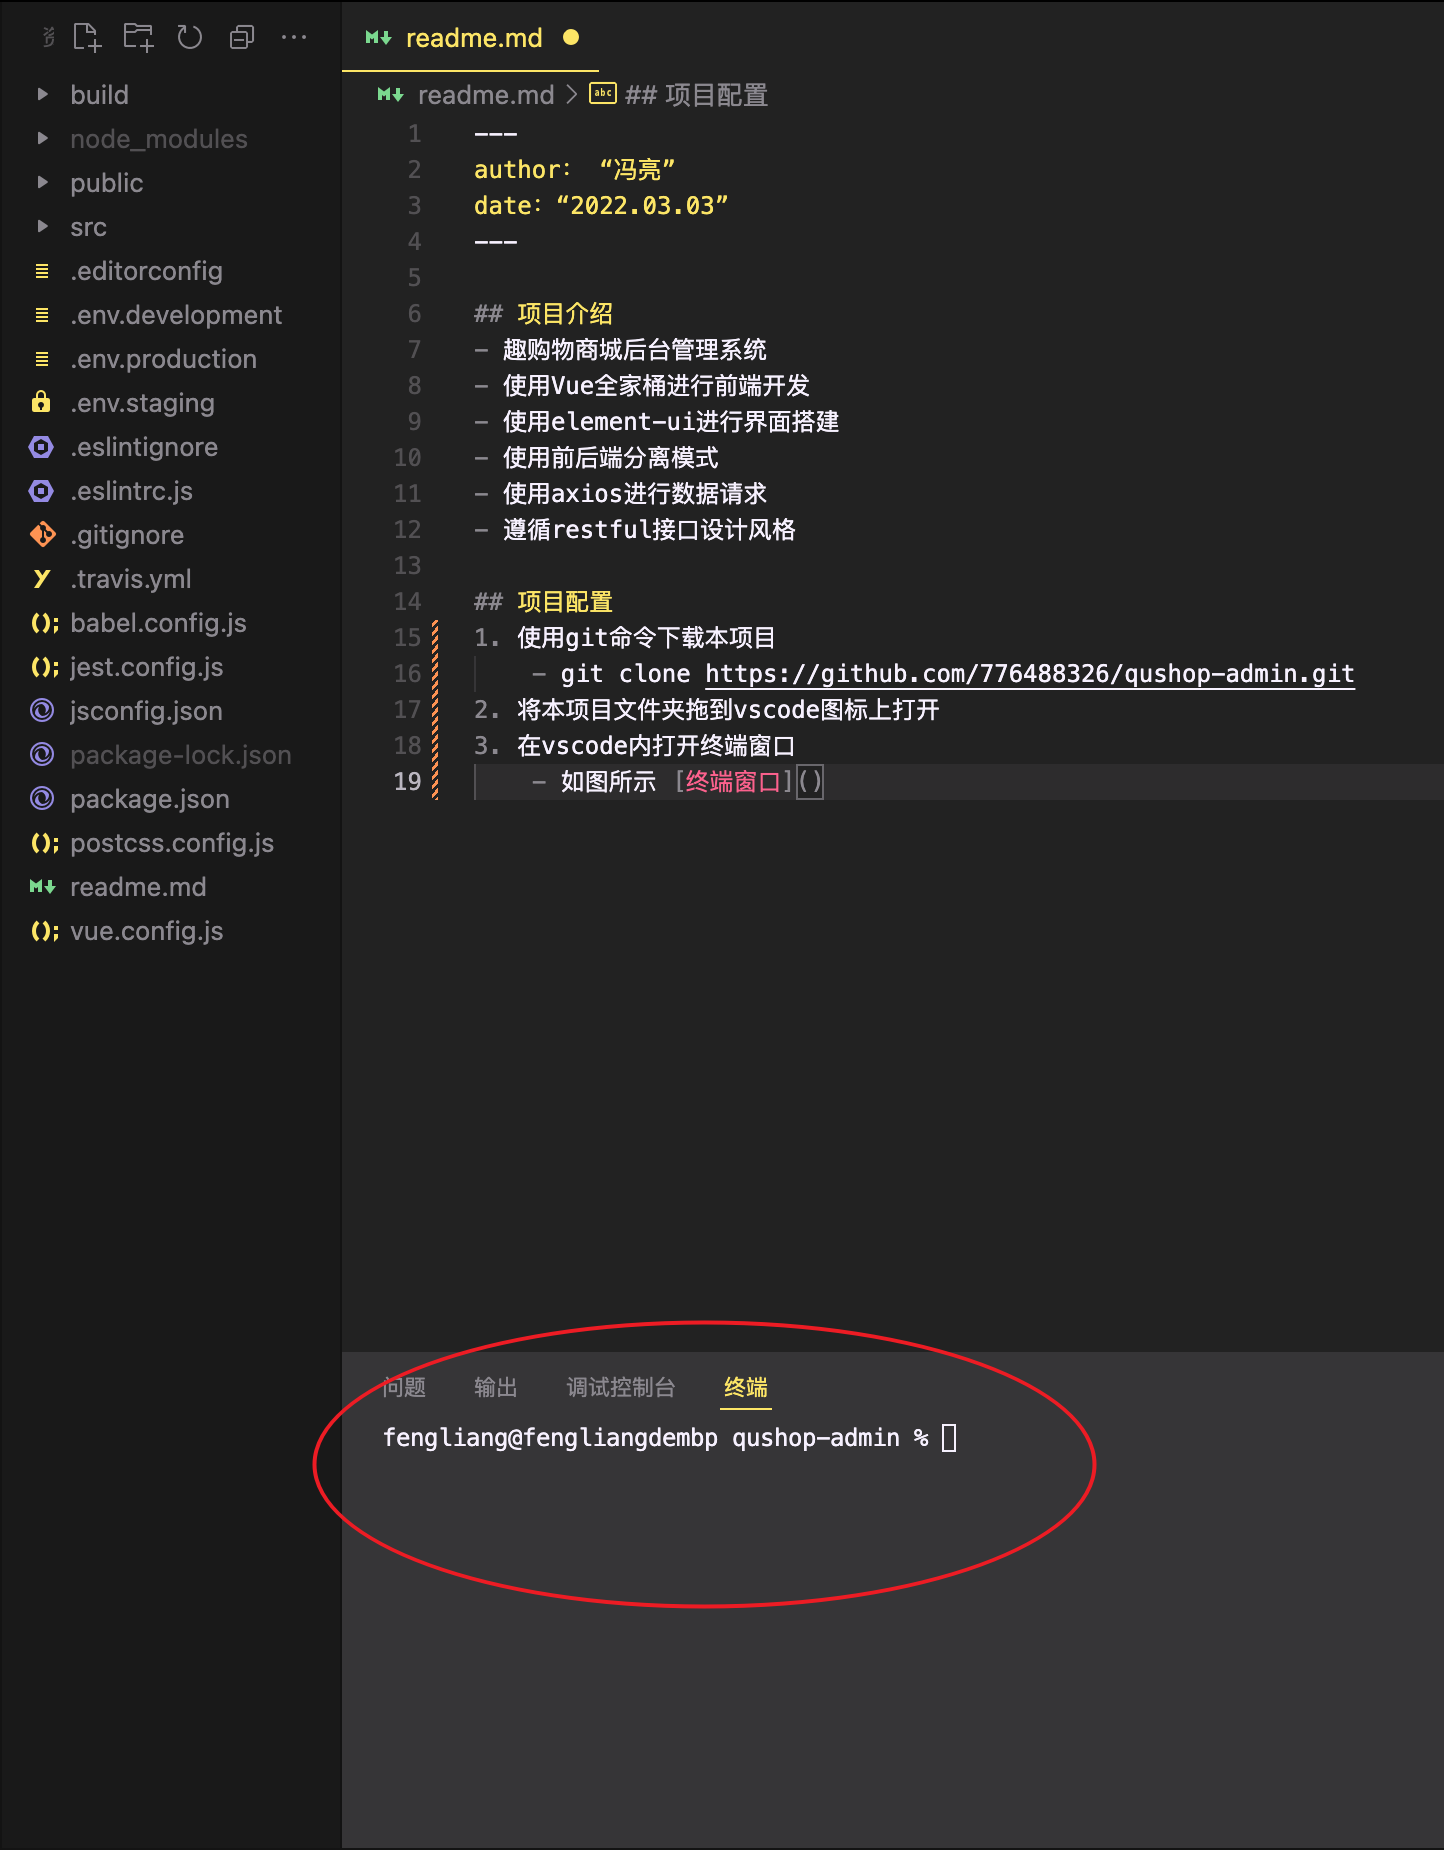 build
node_modules
public
src
.editorconfig
.env.development
.env.production
.env.staging
.eslintignore
.eslintrc.js
.gitignore
.travis.yml
babel.config.js
jest.config.js
jsconfig.json
package-lock.json
package.json
postcss.config.js
readme.md
vue.config.js
readme.md
readme.md > abc ## 项目配置
1 ---
2 author: “冯亮”
3 date:“2022.03.03”
4 ---
5
6 ## 项目介绍
7 - 趣购物商城后台管理系统
8 - 使用Vue全家桶进行前端开发
9 - 使用element-ui进行界面搭建
10 - 使用前后端分离模式
11 - 使用axios进行数据请求
12 - 遵循restful接口设计风格
13
14 ## 项目配置
15 1. 使用git命令下载本项目
16 - git clone https://github.com/776488326/qushop-admin.git
17 2. 将本项目文件夹拖到vscode图标上打开
18 3. 在vscode内打开终端窗口
19 - 如图所示 [终端窗口]()
问题 输出 调试控制台 终端
fengliang@fengliangdembp qushop-admin %